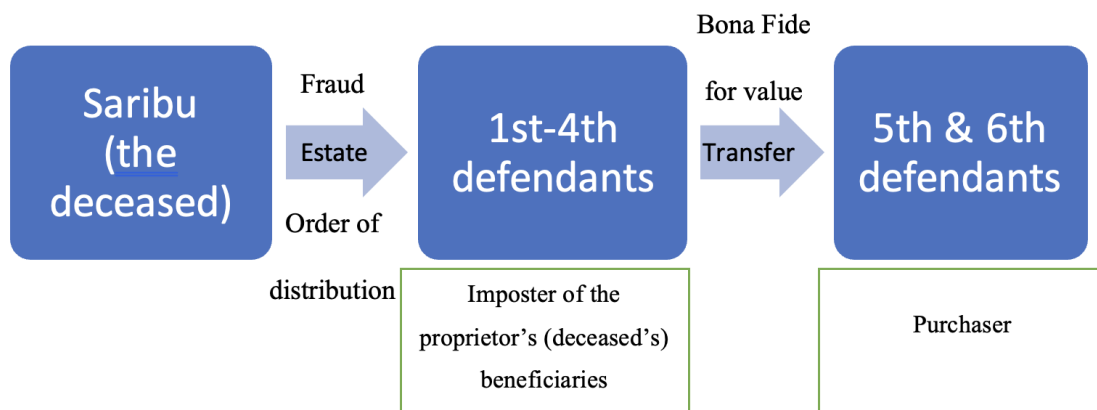 Saribu
(the
deceased)
Fraud
Estate
Order of
distribution
1st-4th
defendants
Imposter of the
proprietor’s (deceased’s)
beneficiaries
Bona Fide
for value
Transfer
5th & 6th
defendants
Purchaser